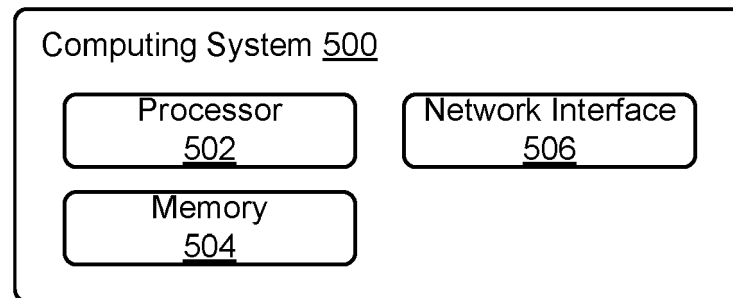 Computing System 500
Processor
502
Network Interface
506
Memory
504